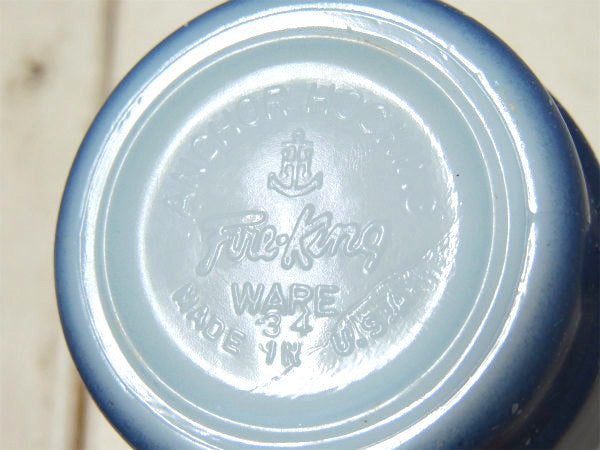 ANCHOR HOCKING
Fire-King
WARE
34
MADE IN U.S.A.